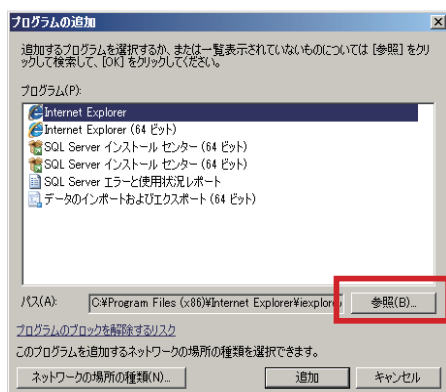 プログラムの追加
追加するプログラムを選択するか、または一覧表示されていないものについては [参照] をクリ
ックして検索して、[OK] をクリックしてください。
プログラム(P):
Internet Explorer
Internet Explorer (64 ビット)
SQL Server インストール センター (64 ビット)
SQL Server インストール センター (64 ビット)
SQL Server エラーと使用状況レポート
データのインポートおよびエクスポート (64 ビット)
パス(A): C:¥Program Files (x86)¥Internet Explorer¥iexplore 参照(B)...
プログラムのブロックを解除するリスク
このプログラムを追加するネットワークの場所の種類を選択できます。
ネットワークの場所の種類(N)... 追加 キャンセル